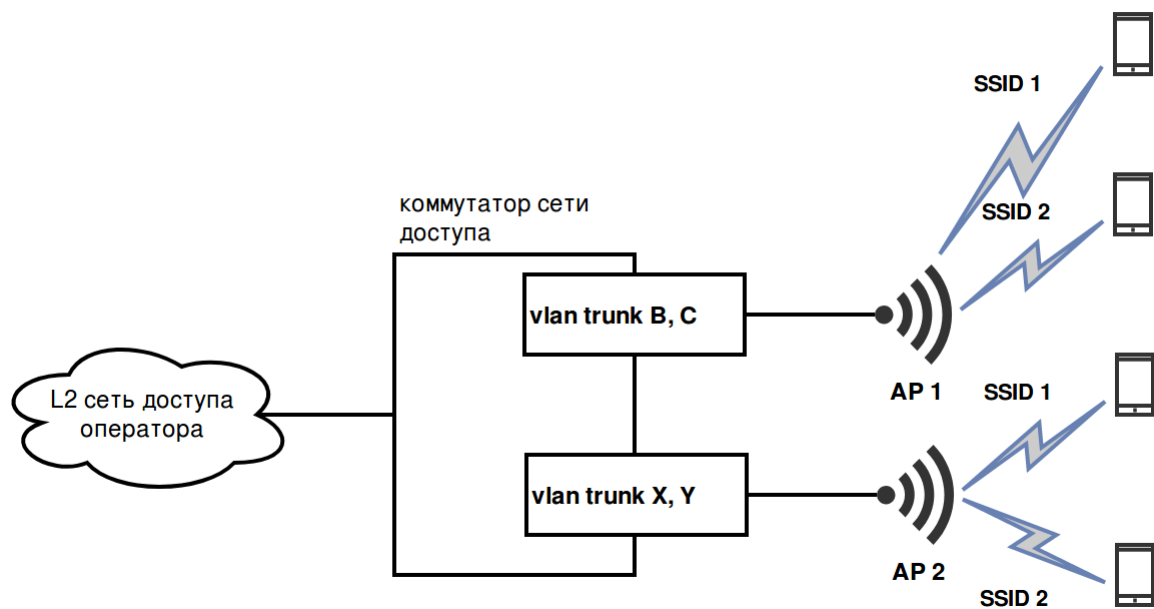 SSID 1
SSID 2
коммутатор сети
доступа
vlan trunk B, C
L2 сеть доступа
оператора
AP 1
SSID 1
vlan trunk X, Y
AP 2
SSID 2